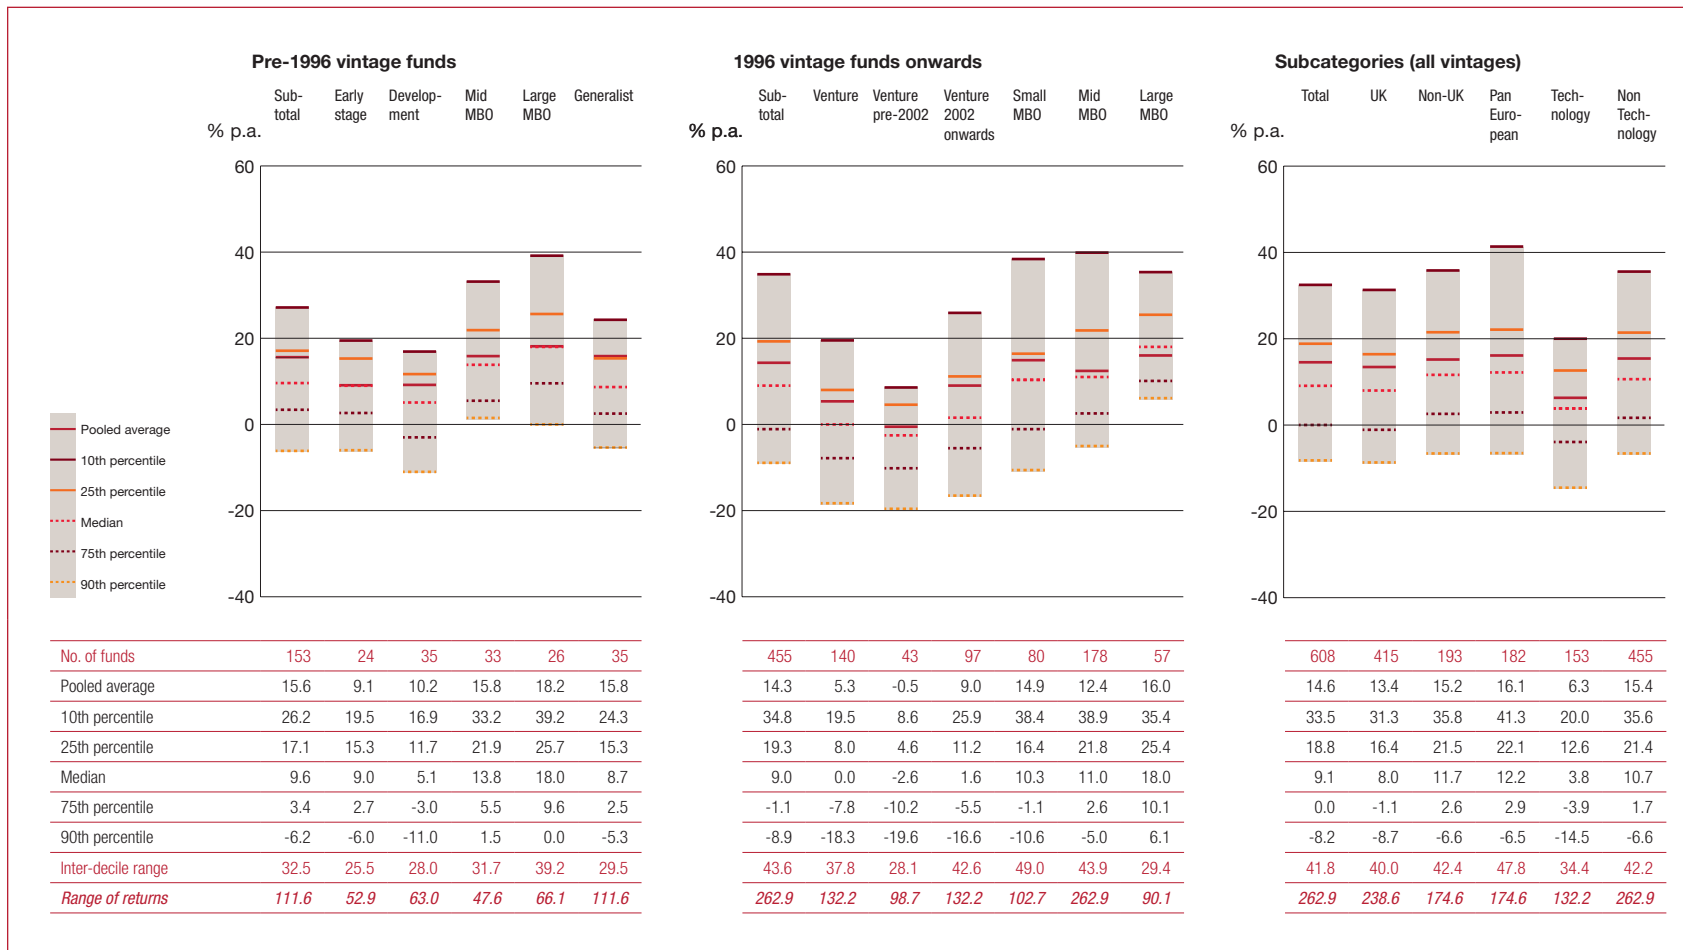 Pre-1996 vintage funds
Sub-total
Early stage
Develop-ment
Mid MBO
Large MBO
Generalist
% p.a.
60
40
20
0
-20
-40
1996 vintage funds onwards
Sub-total
Venture
Venture pre-2002
Venture 2002 onwards
Small MBO
Mid MBO
Large MBO
% p.a.
60
40
20
0
-20
-40
Subcategories (all vintages)
Total
UK
Non-UK
Pan Euro-pean
Tech-nology
Non Tech-nology
% p.a.
60
40
20
0
-20
-40
Pooled average
10th percentile
25th percentile
Median
75th percentile
90th percentile
No. of funds 153 24 35 33 26 35 455 140 43 97 80 178 57 608 415 193 182 153 455
Pooled average 15.6 9.1 10.2 15.8 18.2 15.8 14.3 5.3 -0.5 9.0 14.9 12.4 16.0 14.6 13.4 15.2 16.1 6.3 15.4
10th percentile 26.2 19.5 16.9 33.2 39.2 24.3 34.8 19.5 8.6 25.9 38.4 38.9 35.4 33.5 31.3 35.8 41.3 20.0 35.6
25th percentile 17.1 15.3 11.7 21.9 25.7 15.3 19.3 8.0 4.6 11.2 16.4 21.8 25.4 18.8 16.4 21.5 22.1 12.6 21.4
Median 9.6 9.0 5.1 13.8 18.0 8.7 9.0 0.0 -2.6 1.6 10.3 11.0 18.0 9.1 8.0 11.7 12.2 3.8 10.7
75th percentile 3.4 2.7 -3.0 5.5 9.6 2.5 -1.1 -7.8 -10.2 -5.5 -1.1 2.6 10.1 0.0 -1.1 2.6 2.9 -3.9 1.7
90th percentile -6.2 -6.0 -11.0 1.5 0.0 -5.3 -8.9 -18.3 -19.6 -16.6 -10.6 -5.0 6.1 -8.2 -8.7 -6.6 -6.5 -14.5 -6.6
Inter-decile range 32.5 25.5 28.0 31.7 39.2 29.5 43.6 37.8 28.1 42.6 49.0 43.9 29.4 41.8 40.0 42.4 47.8 34.4 42.2
Range of returns 111.6 52.9 63.0 47.6 66.1 111.6 262.9 132.2 98.7 132.2 102.7 262.9 90.1 262.9 238.6 174.6 174.6 132.2 262.9